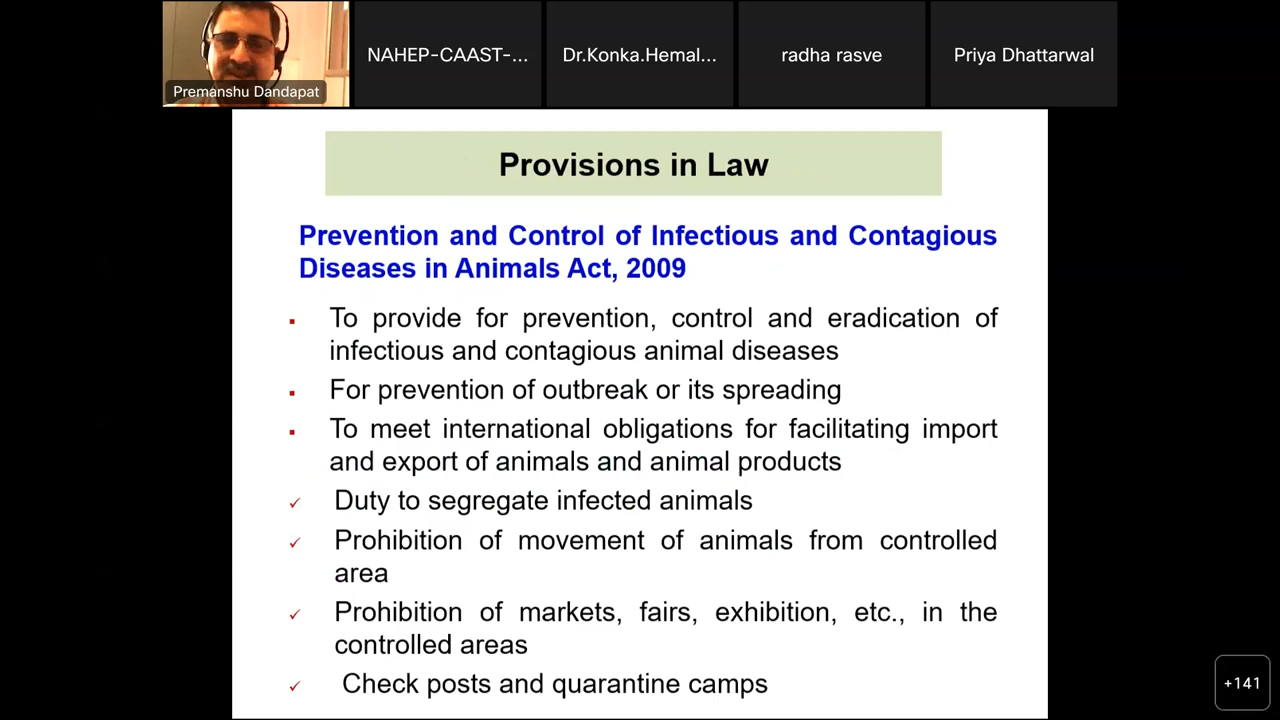 Premanshu Dandapat
NAHEP-CAAST-...
Dr.Konka.Hemal...
radha rasve
Priya Dhattarwal
Provisions in Law
Prevention and Control of Infectious and Contagious
Diseases in Animals Act, 2009
▪ To provide for prevention, control and eradication of
infectious and contagious animal diseases
▪ For prevention of outbreak or its spreading
▪ To meet international obligations for facilitating import
and export of animals and animal products
✓ Duty to segregate infected animals
✓ Prohibition of movement of animals from controlled
area
✓ Prohibition of markets, fairs, exhibition, etc., in the
controlled areas
✓ Check posts and quarantine camps
+141